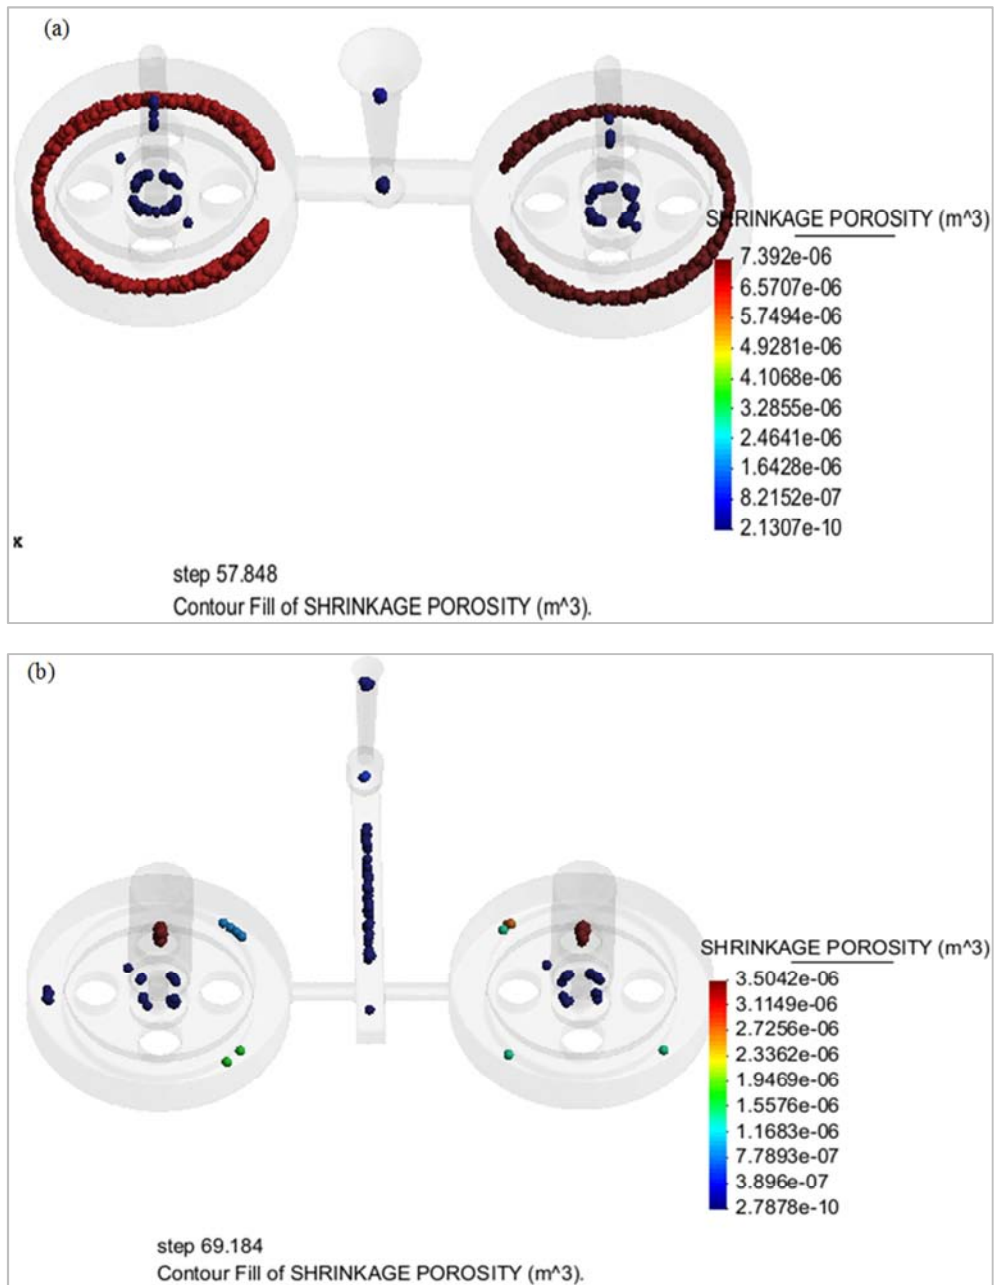 (a)
SHRINKAGE POROSITY (m^3)
7.392e-06
6.5707e-06
5.7494e-06
4.9281e-06
4.1068e-06
3.2855e-06
2.4641e-06
1.6428e-06
8.2152e-07
2.1307e-10
x
step 57.848
Contour Fill of SHRINKAGE POROSITY (m^3).
(b)
SHRINKAGE POROSITY (m^3)
3.5042e-06
3.1149e-06
2.7256e-06
2.3362e-06
1.9469e-06
1.5576e-06
1.1683e-06
7.7893e-07
3.896e-07
2.7878e-10
step 69.184
Contour Fill of SHRINKAGE POROSITY (m^3).